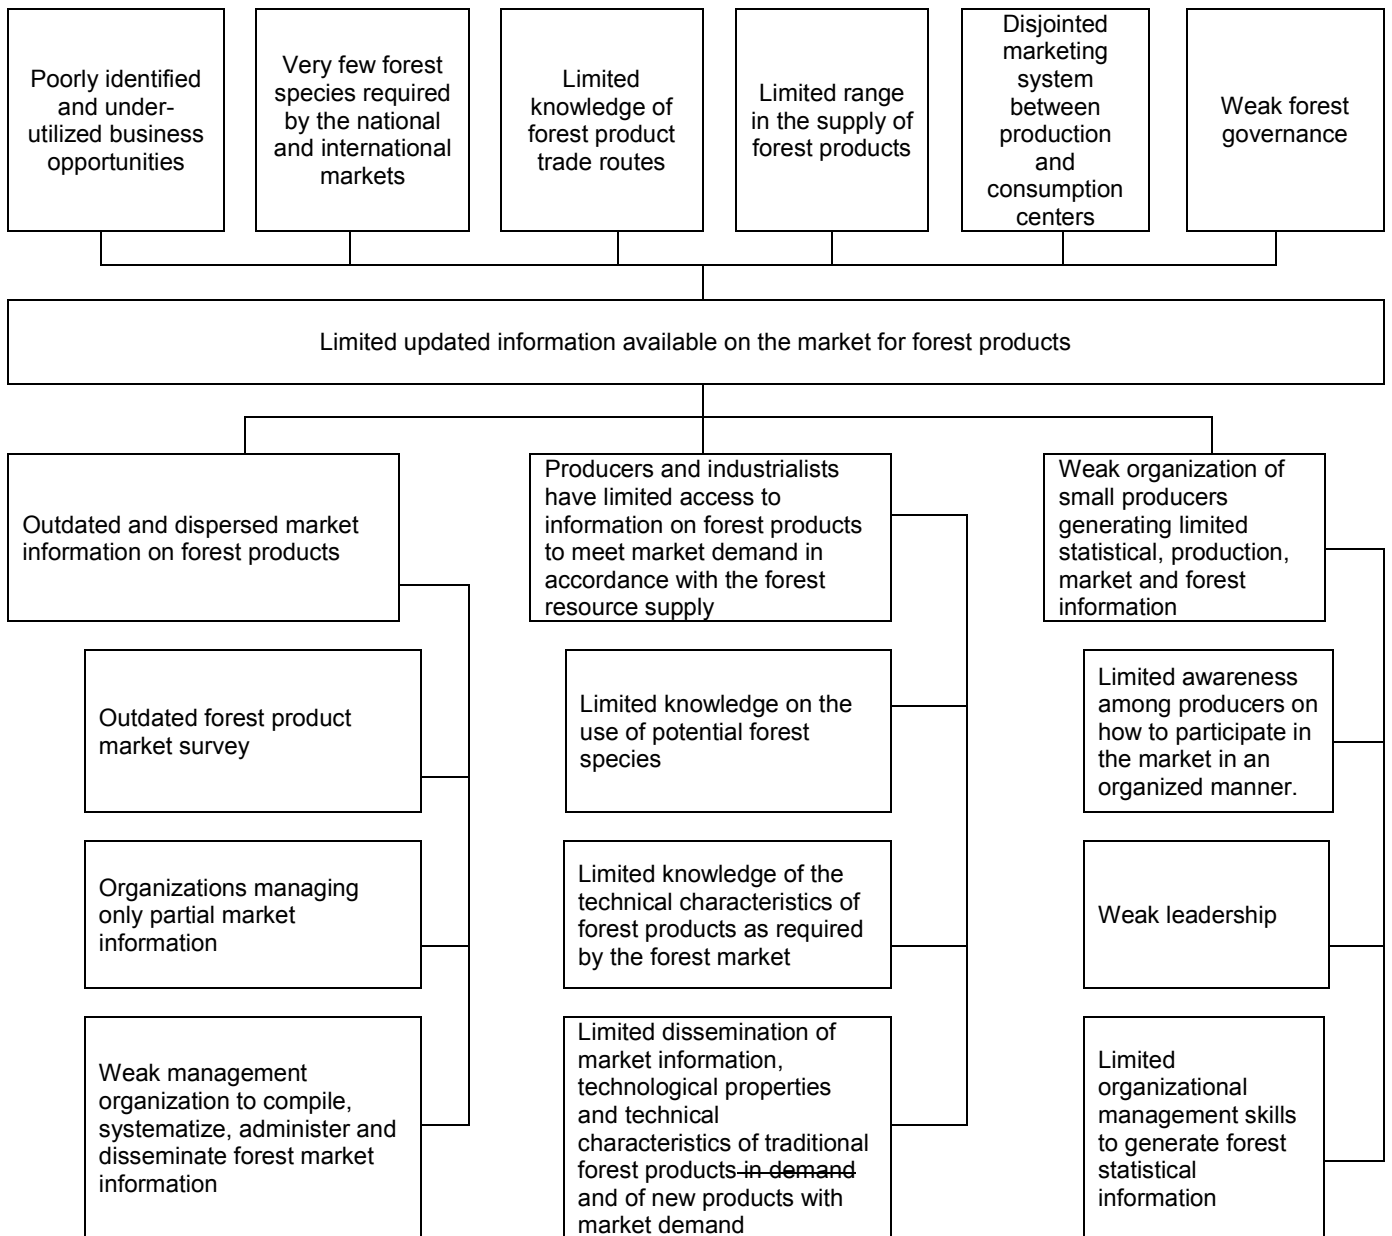 Poorly identified
and under-
utilized business
opportunities
Very few forest
species required
by the national
and international
markets
Limited
knowledge of
forest product
trade routes
Limited range
in the supply of
forest products
Disjointed
marketing
system
between
production
and
consumption
centers
Weak forest
governance
Limited updated information available on the market for forest products
Outdated and dispersed market
information on forest products
Producers and industrialists
have limited access to
information on forest products
to meet market demand in
accordance with the forest
resource supply
Weak organization of
small producers
generating limited
statistical, production,
market and forest
information
Outdated forest product
market survey
Limited knowledge on the
use of potential forest
species
Limited awareness
among producers on
how to participate in
the market in an
organized manner.
Organizations managing
only partial market
information
Limited knowledge of the
technical characteristics of
forest products as required
by the forest market
Weak leadership
Weak management
organization to compile,
systematize, administer and
disseminate forest market
information
Limited dissemination of
market information,
technological properties
and technical
characteristics of traditional
forest products in demand
and of new products with
market demand
Limited
organizational
management skills
to generate forest
statistical
information